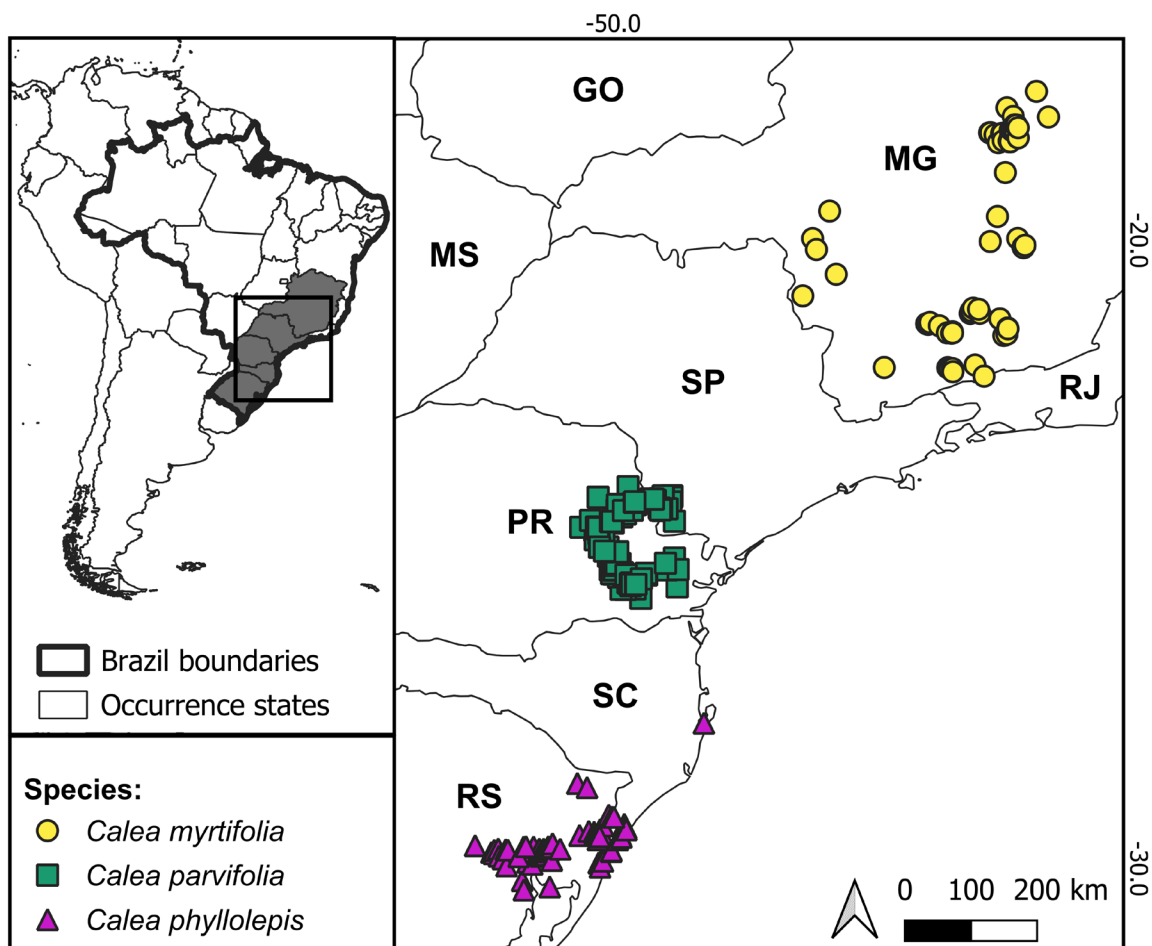 -50.0
GO
MG
MS
-20.0
SP
RJ
PR
SC
RS
-30.0
Brazil boundaries
Occurrence states
Species:
Calea myrtifolia
Calea parvifolia
Calea phyllolepis
0 100 200 km